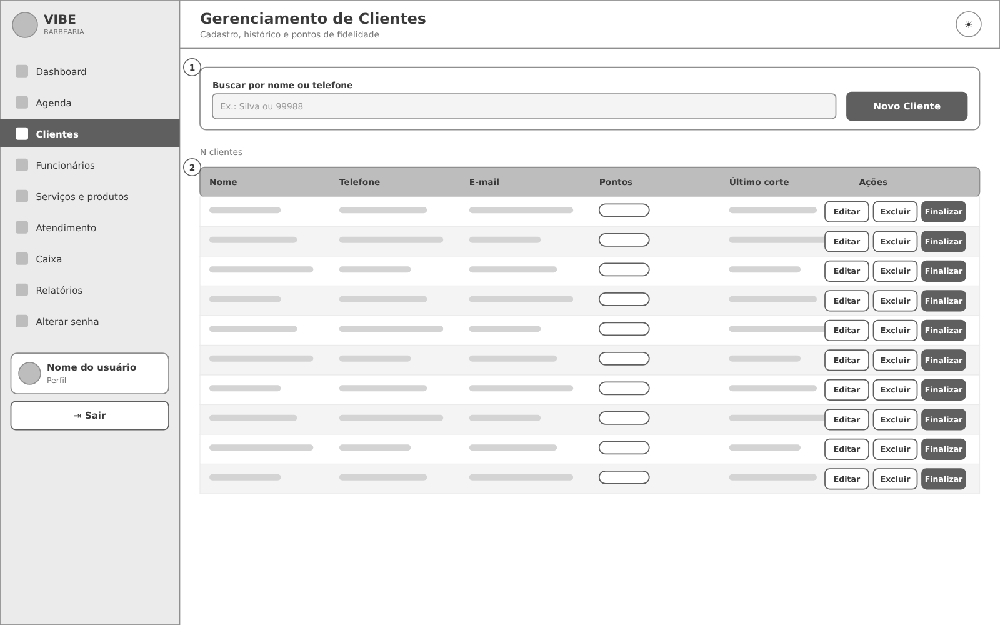 VIBE
BARBEARIA
Dashboard
Agenda
Clientes
Funcionários
Serviços e produtos
Atendimento
Caixa
Relatórios
Alterar senha
Nome do usuário
Perfil
⇥ Sair
Gerenciamento de Clientes
Cadastro, histórico e pontos de fidelidade
☀
1
Buscar por nome ou telefone
Ex.: Silva ou 99988
Novo Cliente
N clientes
2
Nome Telefone E-mail Pontos Último corte Ações
Editar Excluir Finalizar
Editar Excluir Finalizar
Editar Excluir Finalizar
Editar Excluir Finalizar
Editar Excluir Finalizar
Editar Excluir Finalizar
Editar Excluir Finalizar
Editar Excluir Finalizar
Editar Excluir Finalizar
Editar Excluir Finalizar